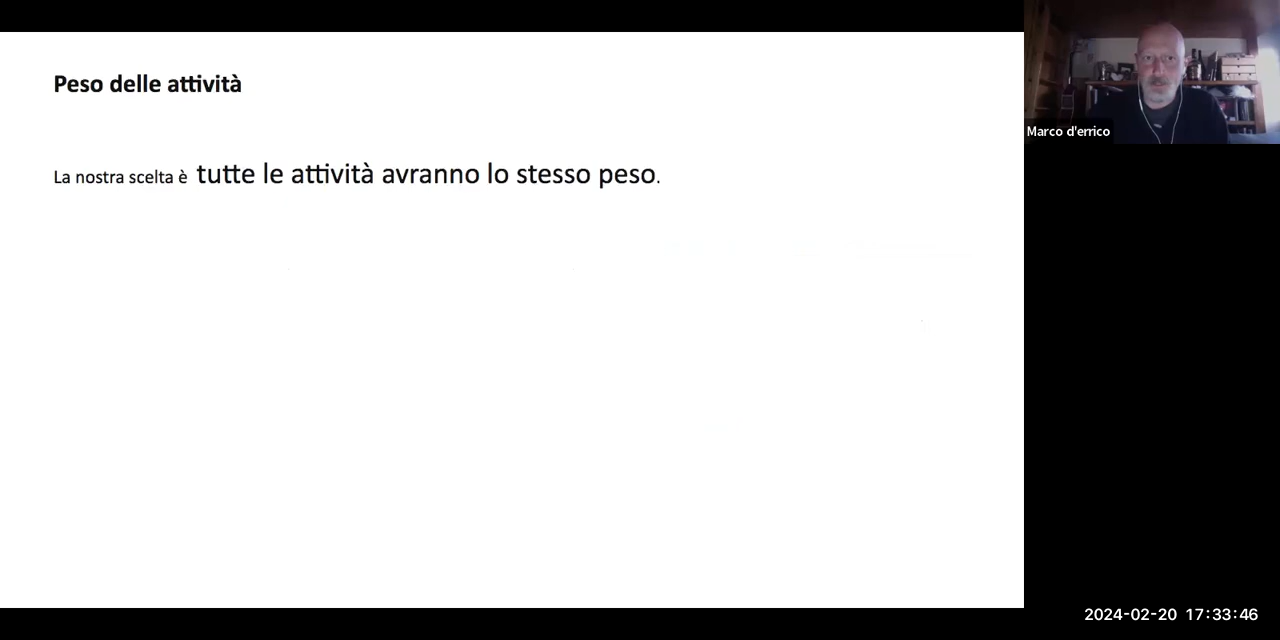 Peso delle attività
La nostra scelta è tutte le attività avranno lo stesso peso.
Marco d'errico
2024-02-20 17:33:46